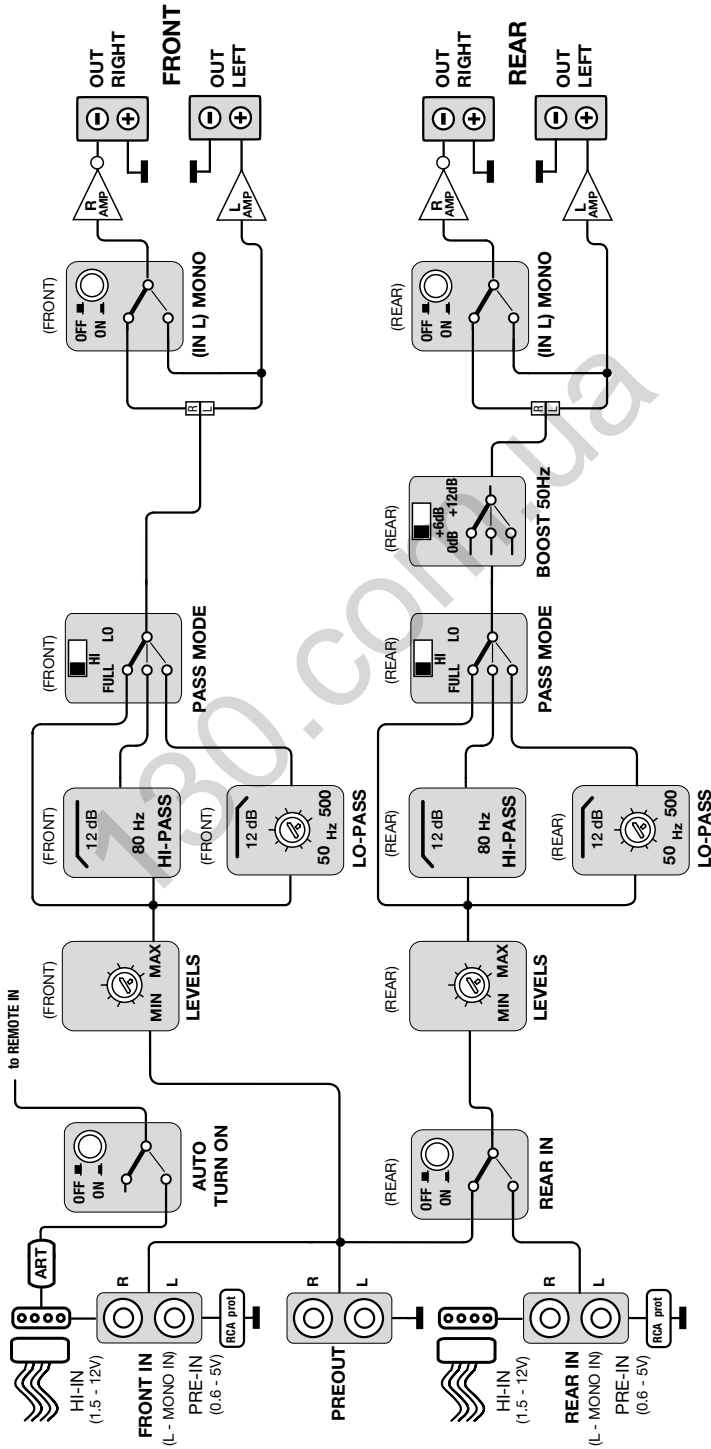 HI-IN
(1.5 - 12V)
FRONT IN
(L - MONO IN)
PRE-IN
(0.6 - 5V)
ART
R
L
RCA prot
to REMOTE IN
OFF
ON
AUTO
TURN ON
PREOUT
R
L
HI-IN
(1.5 - 12V)
REAR IN
(L - MONO IN)
PRE-IN
(0.6 - 5V)
R
L
RCA prot
(REAR)
OFF
ON
REAR IN
(FRONT)
MIN MAX
LEVELS
(REAR)
MIN MAX
LEVELS
(FRONT)
12 dB
80 Hz
HI-PASS
(FRONT)
12 dB
50 Hz 500
LO-PASS
(REAR)
12 dB
80 Hz
HI-PASS
(REAR)
12 dB
50 Hz 500
LO-PASS
(FRONT)
HI
FULL LO
PASS MODE
(REAR)
HI
FULL LO
PASS MODE
(REAR)
+6dB
0dB +12dB
BOOST 50Hz
R
L
(FRONT)
OFF
ON
(IN L) MONO
R
L
(REAR)
OFF
ON
(IN L) MONO
R
AMP
L
AMP
OUT
RIGHT
FRONT
OUT
LEFT
R
AMP
L
AMP
OUT
RIGHT
REAR
OUT
LEFT
130.com.ua